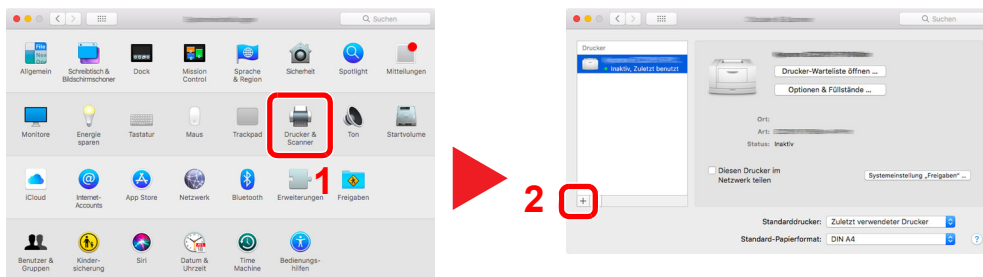 Suchen
File
New
Ope
Allgemein
Schreibtisch &
Bildschirmschoner
Dock
Mission
Control
Sprache
& Region
Sicherheit
Spotlight
Mitteilungen
Monitore
Energie
sparen
Tastatur
Maus
Trackpad
Drucker &
Scanner
Ton
Startvolume
1
iCloud
Internet-
Accounts
App Store
Netzwerk
Bluetooth
Erweiterungen
Freigaben
Benutzer &
Gruppen
Kinder-
sicherung
Siri
Datum &
Uhrzeit
Time
Machine
Bedienungs-
hilfen
Suchen
Drucker
Inaktiv, Zuletzt benutzt
Drucker-Warteliste öffnen ...
Optionen & Füllstände ...
Ort:
Art:
Status: Inaktiv
Diesen Drucker im
Netzwerk teilen
Systemeinstellung „Freigaben“ ...
2
+
Standarddrucker: Zuletzt verwendeter Drucker
Standard-Papierformat: DIN A4
?